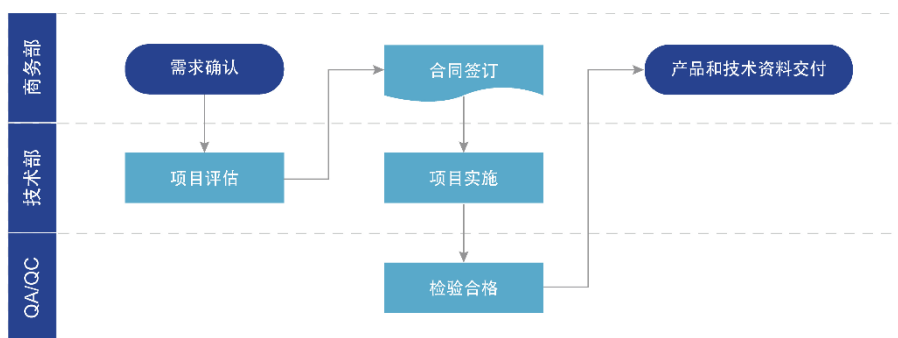 商务部
需求确认
合同签订
产品和技术资料交付
技术部
项目评估
项目实施
QA/QC
检验合格